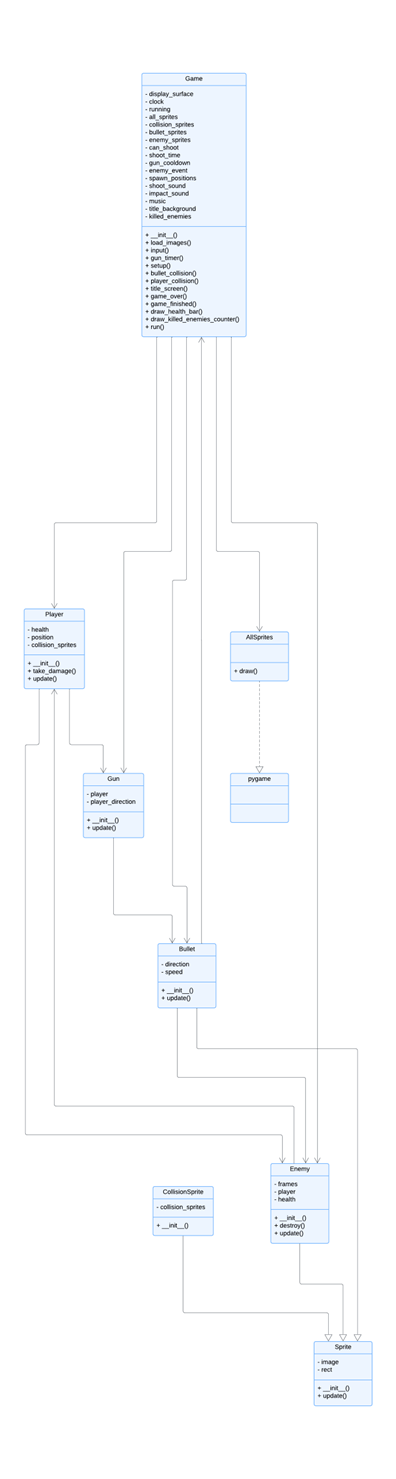 Game
- display_surface
- clock
- running
- all_sprites
- collision_sprites
- bullet_sprites
- enemy_sprites
- can_shoot
- shoot_time
- gun_cooldown
- enemy_event
- spawn_positions
- shoot_sound
- impact_sound
- music
- title_background
- killed_enemies
+ __init__()
+ load_images()
+ input()
+ gun_timer()
+ setup()
+ bullet_collision()
+ player_collision()
+ title_screen()
+ game_over()
+ game_finished()
+ draw_health_bar()
+ draw_killed_enemies_counter()
+ run()
Player
- health
- position
- collision_sprites
+ __init__()
+ take_damage()
+ update()
AllSprites
+ draw()
Gun
- player
- player_direction
+ __init__()
+ update()
pygame
Bullet
- direction
- speed
+ __init__()
+ update()
Enemy
- frames
- player
- health
+ __init__()
+ destroy()
+ update()
CollisionSprite
- collision_sprites
+ __init__()
Sprite
- image
- rect
+ __init__()
+ update()